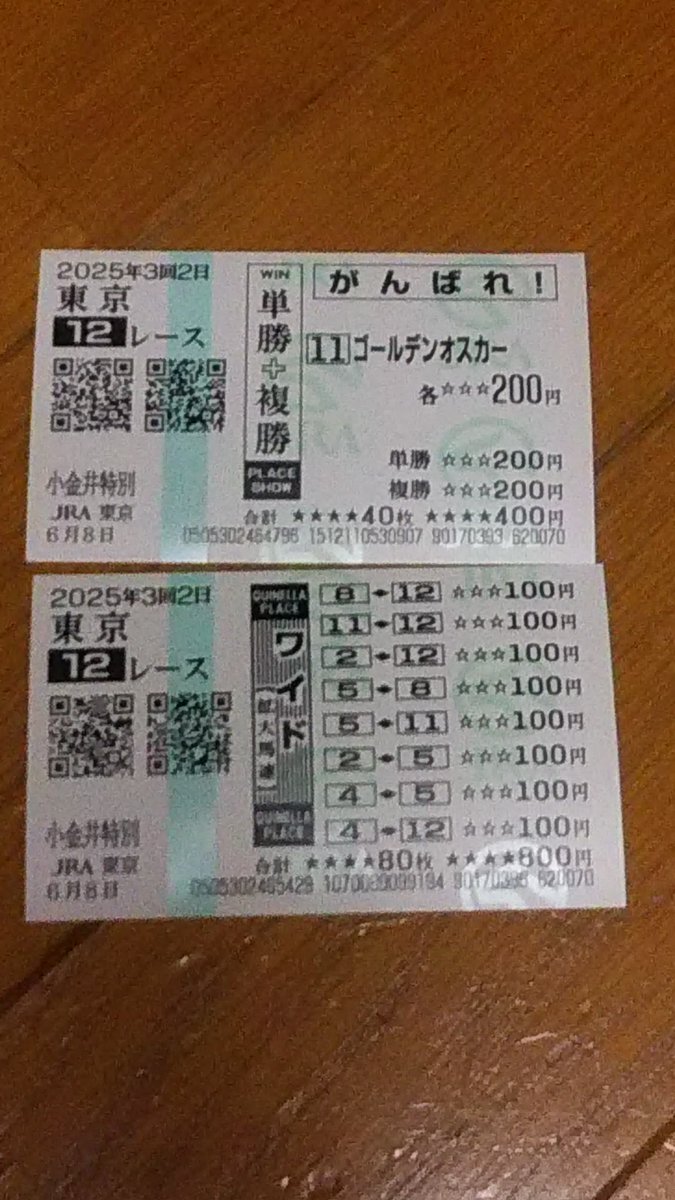 2025年3回2日
東京
12レース
小金井特別
JRA 東京
6月8日
WIN
単勝+複勝
PLACE
SHOW
がんばれ!
11ゴールデンオスカー
各☆☆☆200円
単勝 ☆☆☆200円
複勝 ☆☆☆200円
合計 ★★★★40枚 ★★★★400円
0505302464796 1512110530907 90170393 620070
2025年3回2日
東京
12レース
小金井特別
JRA 東京
6月8日
QUINELLA
PLACE
ワイド
QUINELLA
PLACE
8-12 ☆☆☆100円
11-12 ☆☆☆100円
2-12 ☆☆☆100円
5-8 ☆☆☆100円
5-11 ☆☆☆100円
2-5 ☆☆☆100円
4-5 ☆☆☆100円
4-12 ☆☆☆100円
合計 ★★★★80枚 ★★★★800円
620070